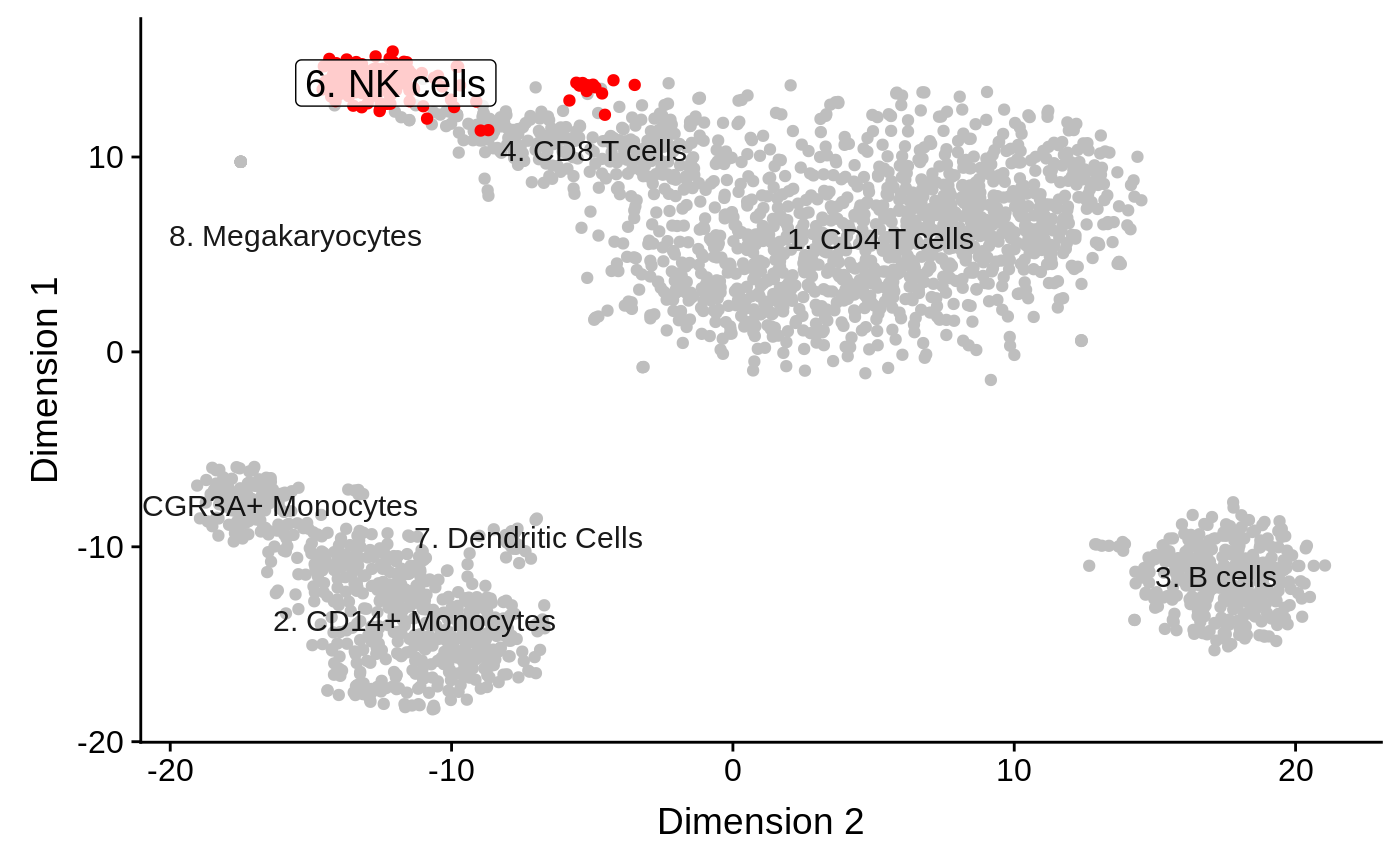 6. NK cells
4. CD8 T cells
10
8. Megakaryocytes
1. CD4 T cells
Dimension 1
0
CGR3A+ Monocytes
7. Dendritic Cells
-10
3. B cells
2. CD14+ Monocytes
-20
-20 -10 0 10 20
Dimension 2